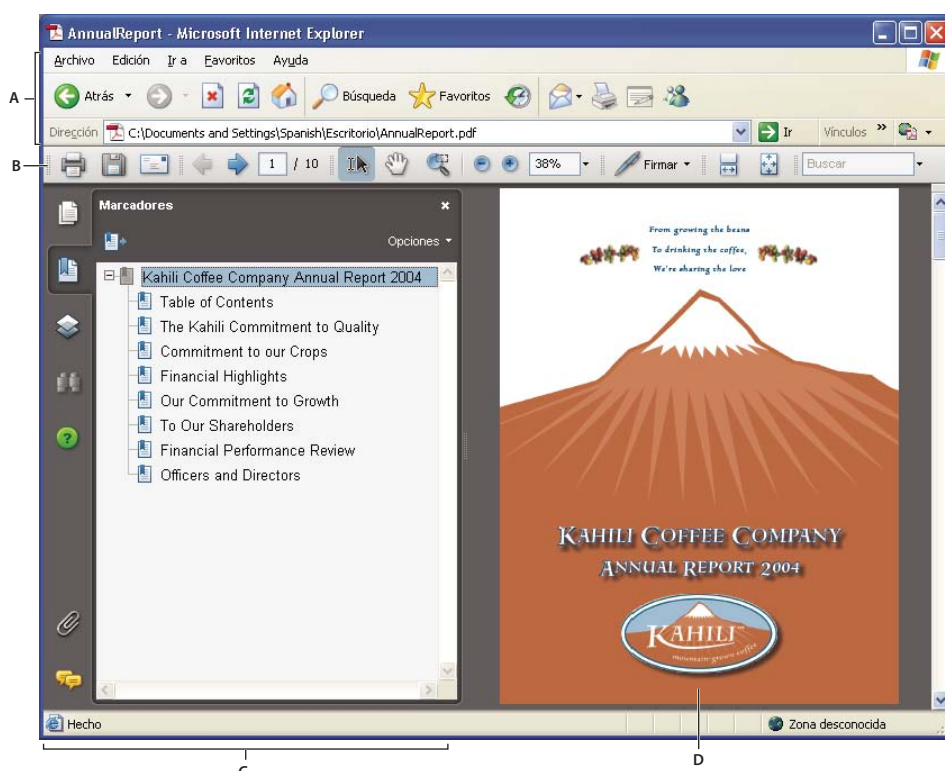 AnnualReport - Microsoft Internet Explorer
Archivo Edición Ir a Favoritos Ayuda
A
Atrás Búsqueda Favoritos
Dirección C:\Documents and Settings\Spanish\Escritorio\AnnualReport.pdf Ir Vínculos »
B
1 / 10 38% Firmar Buscar
Marcadores
Opciones
Kahili Coffee Company Annual Report 2004
Table of Contents
The Kahili Commitment to Quality
Commitment to our Crops
Financial Highlights
Our Commitment to Growth
To Our Shareholders
Financial Performance Review
Officers and Directors
From growing the beans
To drinking the coffee,
We're sharing the love
KAHILI COFFEE COMPANY
ANNUAL REPORT 2004
KAHILI
mountain-grown coffee
Hecho Zona desconocida
C
D